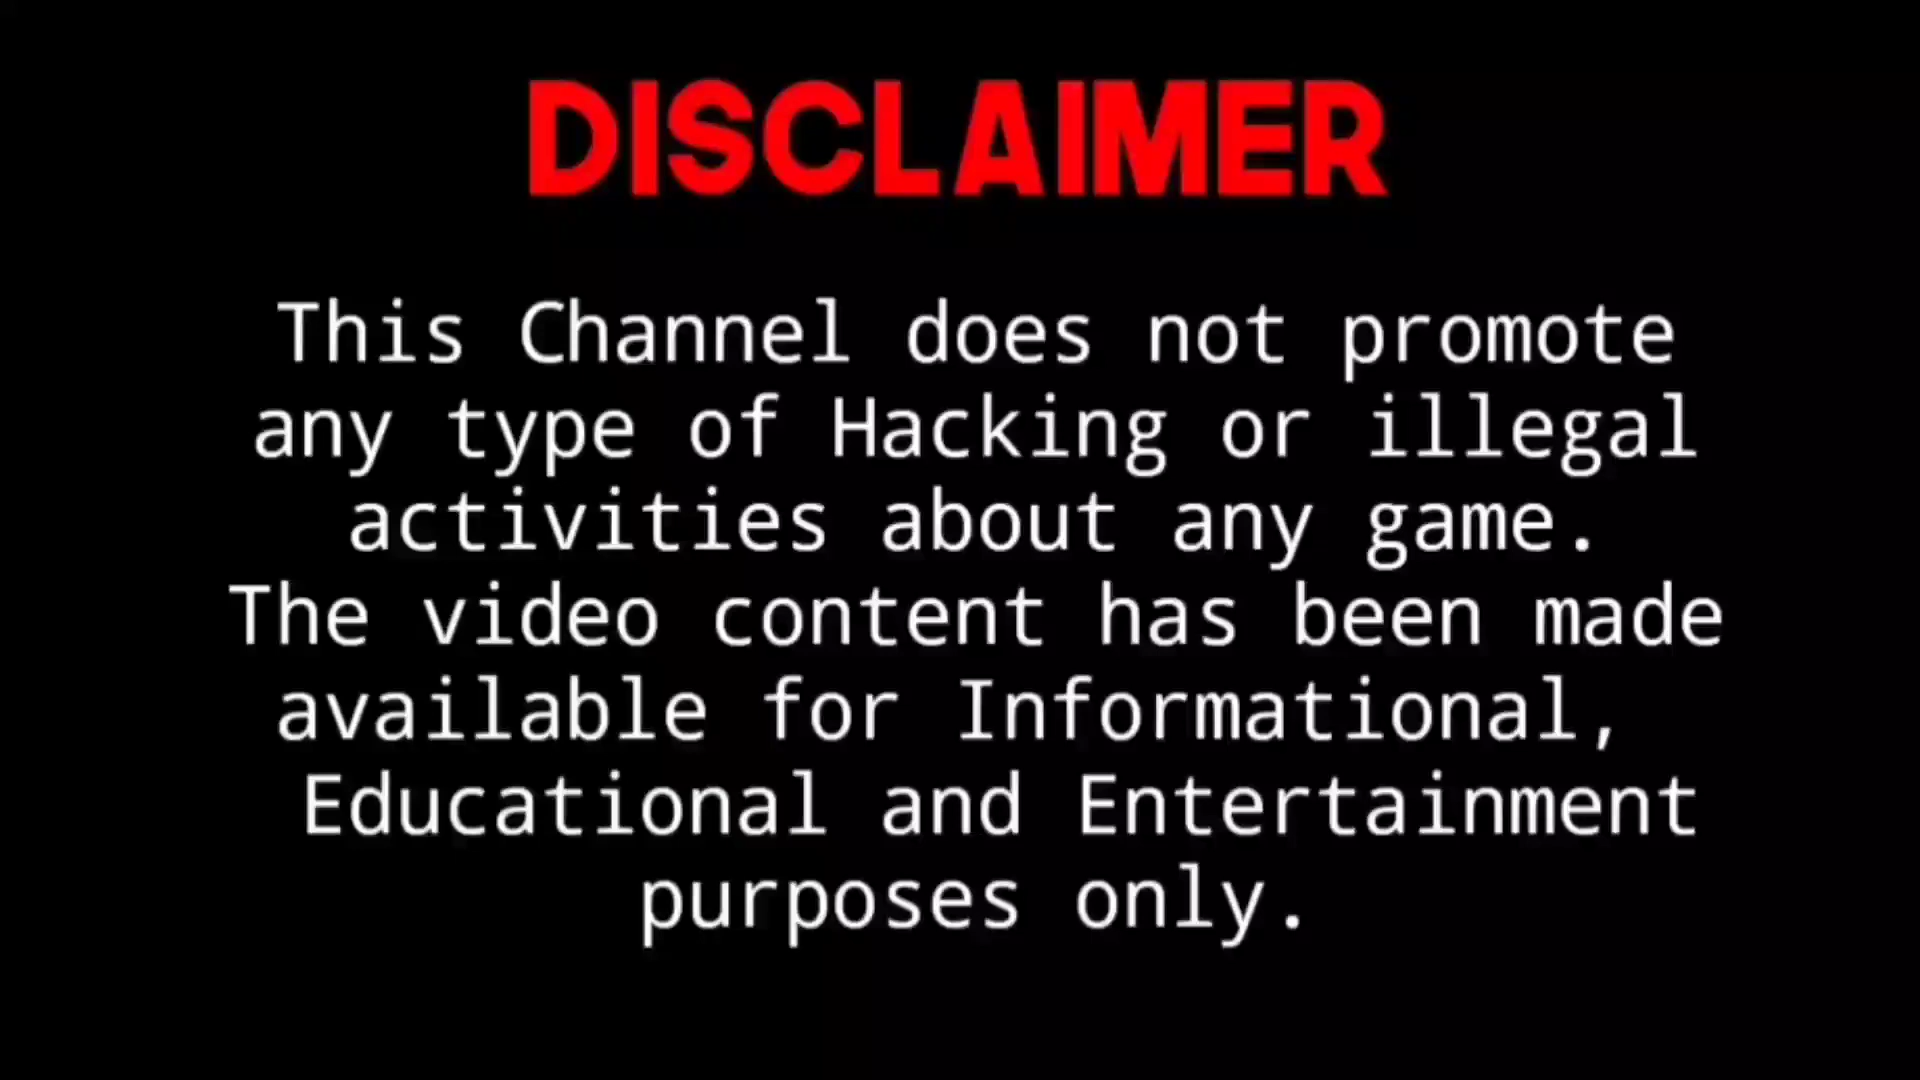 DISCLAIMER
This Channel does not promote
any type of Hacking or illegal
activities about any game.
The video content has been made
available for Informational,
Educational and Entertainment
purposes only.